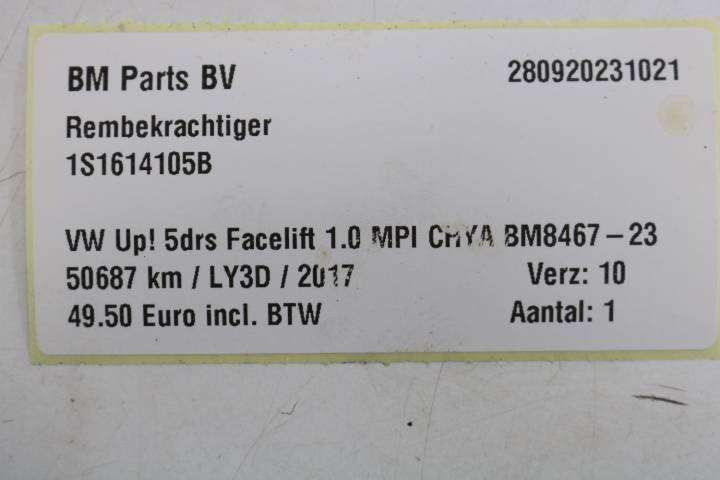 BM Parts BV 280920231021
Rembekrachtiger
1S1614105B
VW Up! 5drs Facelift 1.0 MPI CHYA BM8467-23
50687 km / LY3D / 2017 Verz: 10
49.50 Euro incl. BTW Aantal: 1